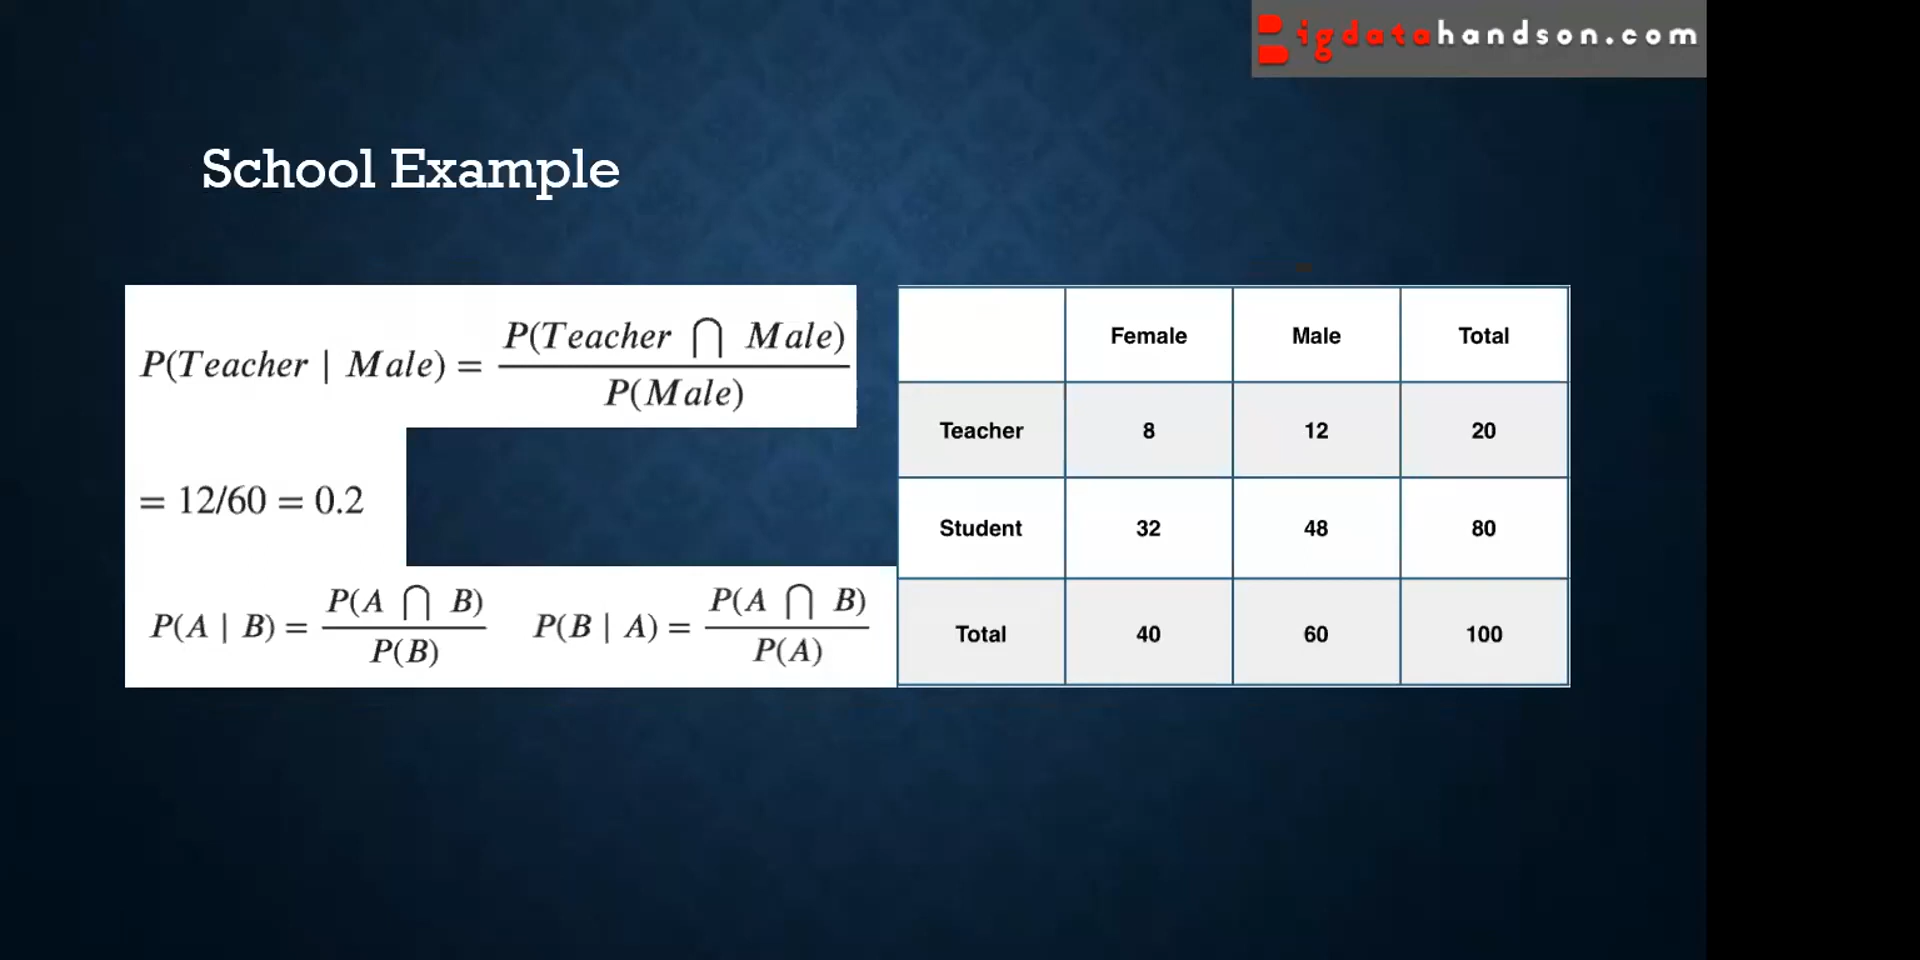 Bigdatahandson.com
School Example
P(Teacher | Male) = P(Teacher ⋂ Male) / P(Male)
= 12/60 = 0.2
P(A | B) = P(A ⋂ B) / P(B)    P(B | A) = P(A ⋂ B) / P(A)
Female Male Total
Teacher 8 12 20
Student 32 48 80
Total 40 60 100